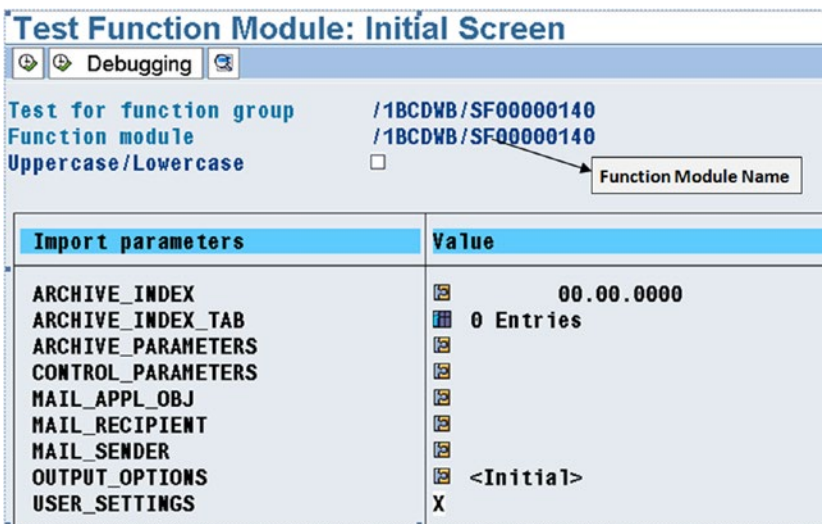 Test Function Module: Initial Screen
Debugging
Test for function group /1BCDWB/SF00000140
Function module /1BCDWB/SF00000140
Uppercase/Lowercase
Function Module Name
Import parameters Value
ARCHIVE_INDEX 00.00.0000
ARCHIVE_INDEX_TAB 0 Entries
ARCHIVE_PARAMETERS
CONTROL_PARAMETERS
MAIL_APPL_OBJ
MAIL_RECIPIENT
MAIL_SENDER
OUTPUT_OPTIONS <Initial>
USER_SETTINGS X